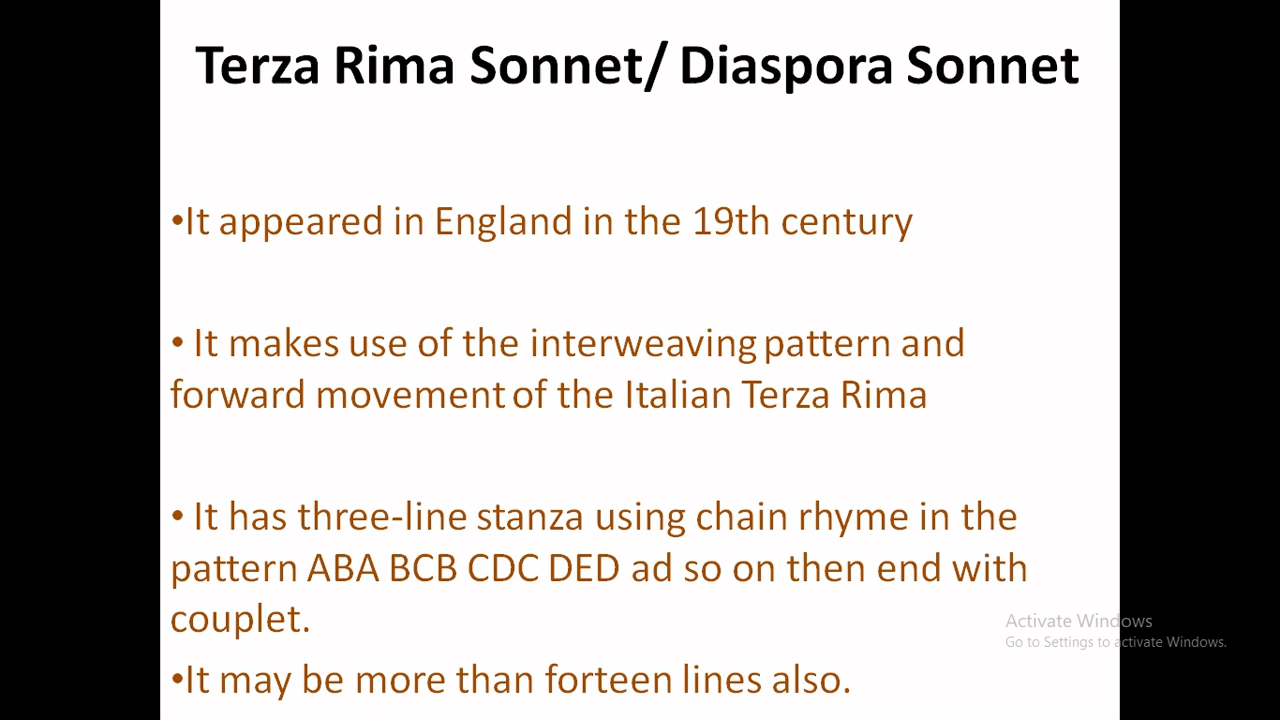 Terza Rima Sonnet/ Diaspora Sonnet
•It appeared in England in the 19th century
• It makes use of the interweaving pattern and
forward movement of the Italian Terza Rima
• It has three-line stanza using chain rhyme in the
pattern ABA BCB CDC DED ad so on then end with
couplet.
Activate Windows
Go to Settings to activate Windows.
•It may be more than forteen lines also.